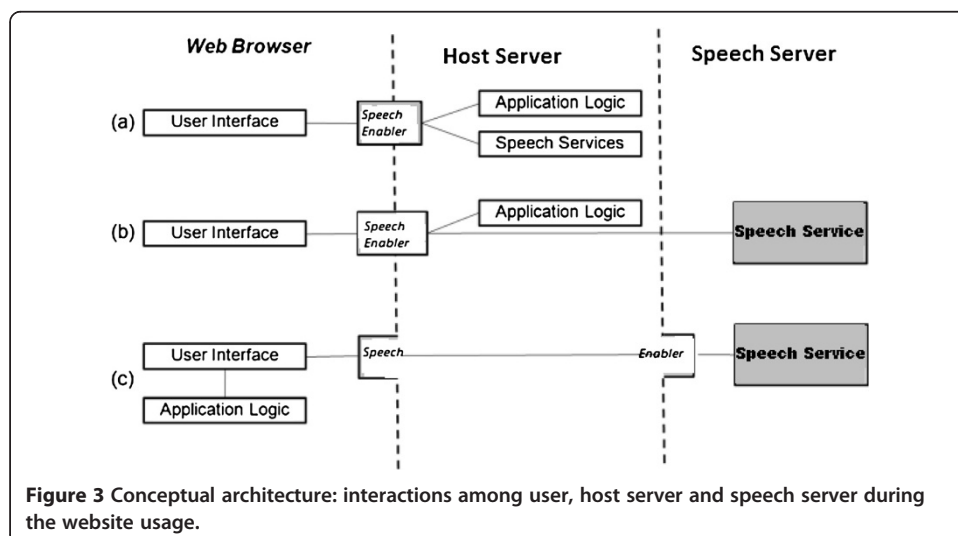 Web Browser
Host Server
Speech Server
(a)
User Interface
Speech
Enabler
Application Logic
Speech Services
(b)
User Interface
Speech
Enabler
Application Logic
Speech Service
(c)
User Interface
Speech
Enabler
Speech Service
Application Logic
Figure 3 Conceptual architecture: interactions among user, host server and speech server during
the website usage.